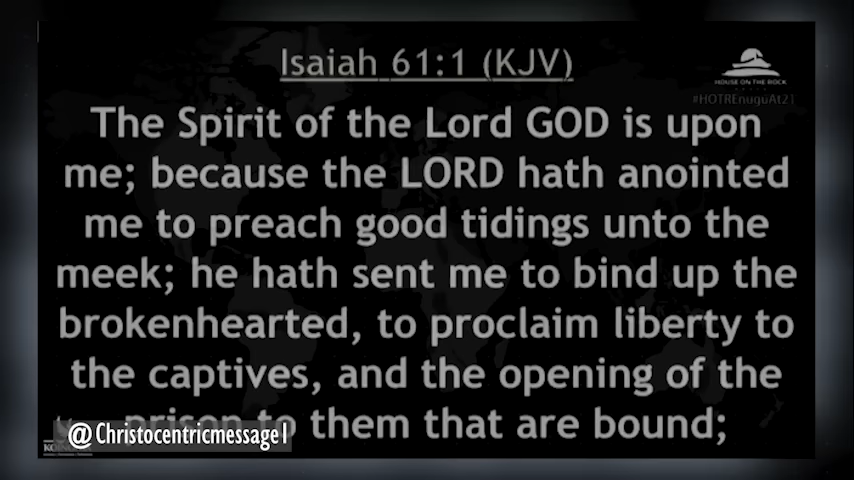 Isaiah 61:1 (KJV)
HOUSE ON THE ROCK
#HOTREnuguAt21
The Spirit of the Lord GOD is upon
me; because the LORD hath anointed
me to preach good tidings unto the
meek; he hath sent me to bind up the
brokenhearted, to proclaim liberty to
the captives, and the opening of the
prison to them that are bound;
@Christocentricmessage1